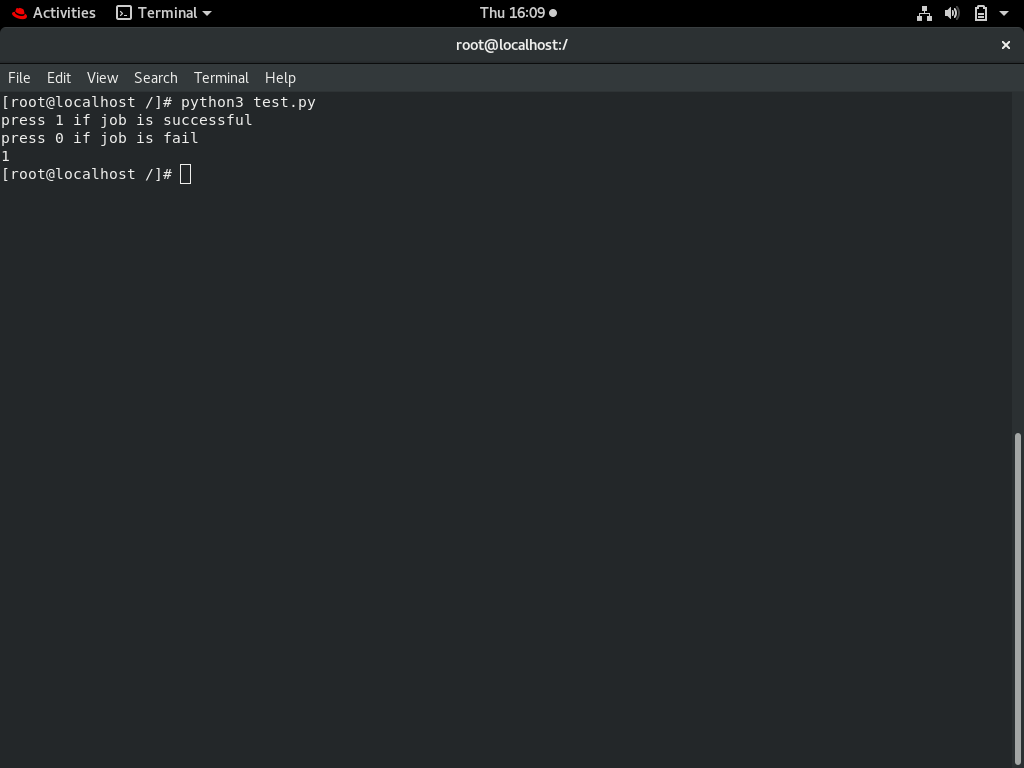 Activities Terminal Thu 16:09
root@localhost:/
File Edit View Search Terminal Help
[root@localhost /]# python3 test.py
press 1 if job is successful
press 0 if job is fail
1
[root@localhost /]#